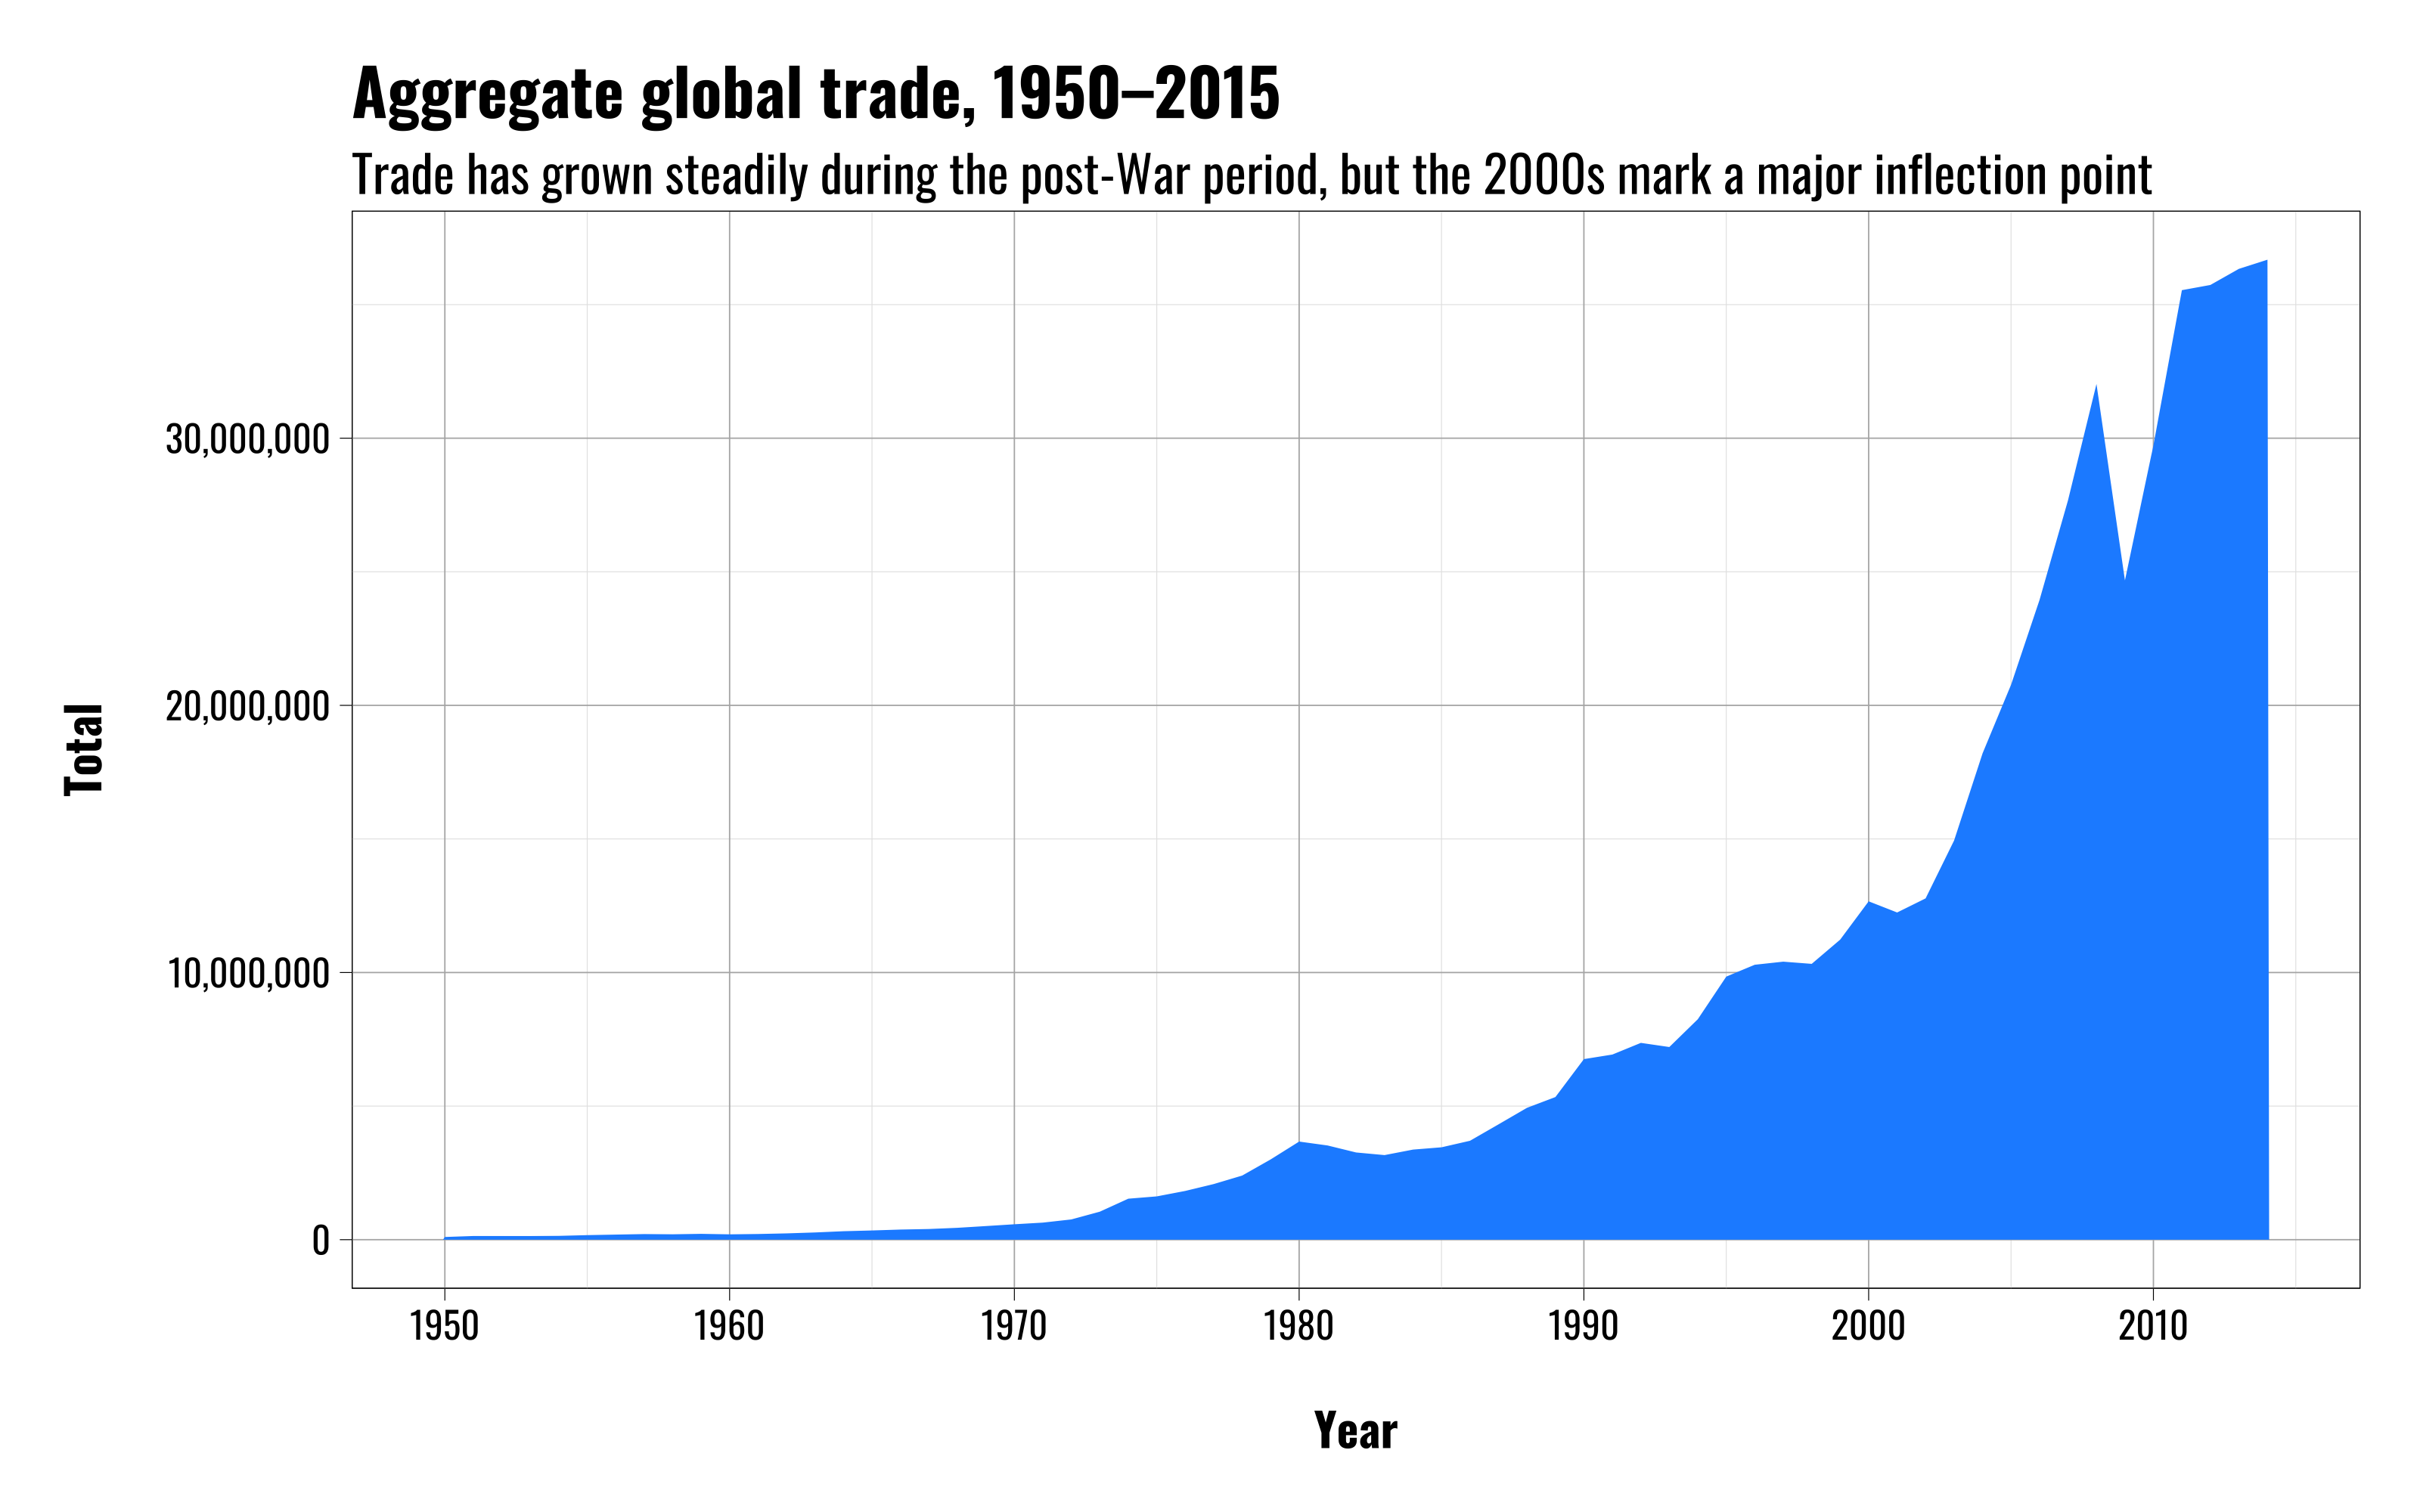 Aggregate global trade, 1950–2015
Trade has grown steadily during the post-War period, but the 2000s mark a major inflection point
Total
30,000,000
20,000,000
10,000,000
0
1950 1960 1970 1980 1990 2000 2010
Year